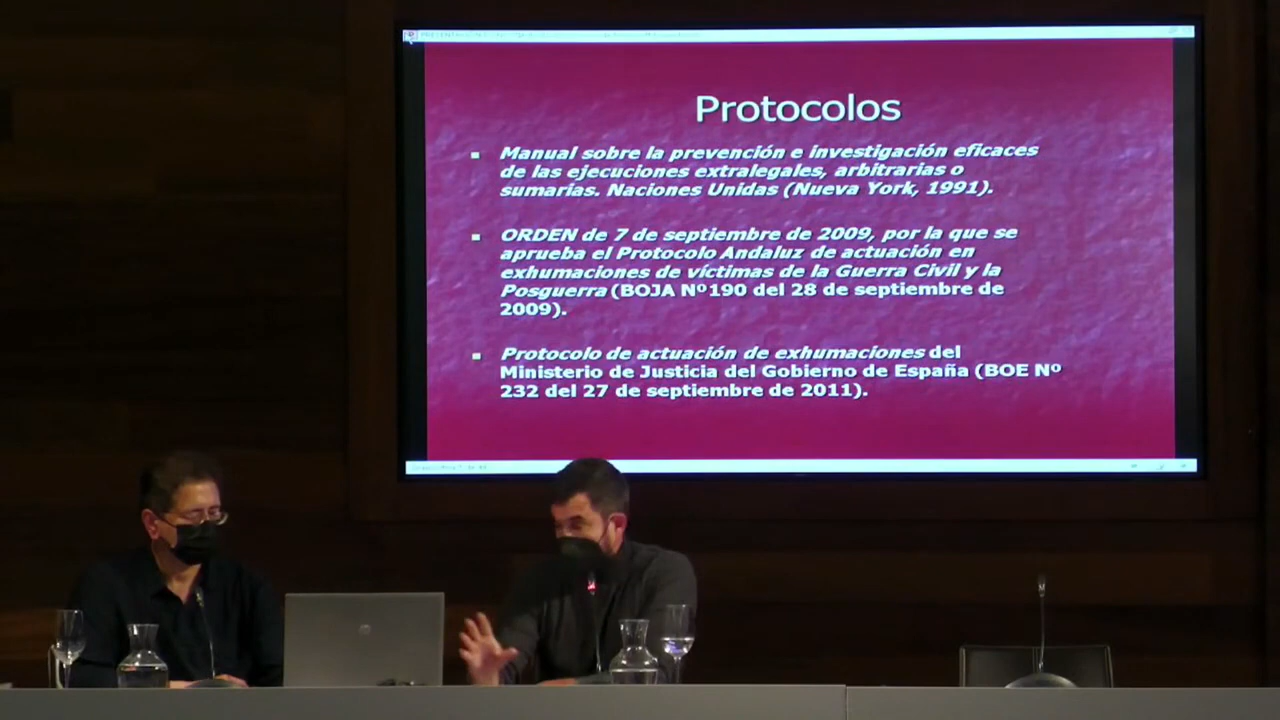 Protocolos
Manual sobre la prevención e investigación eficaces
de las ejecuciones extralegales, arbitrarias o
sumarias. Naciones Unidas (Nueva York, 1991).
ORDEN de 7 de septiembre de 2009, por la que se
aprueba el Protocolo Andaluz de actuación en
exhumaciones de víctimas de la Guerra Civil y la
Posguerra (BOJA Nº190 del 28 de septiembre de
2009).
Protocolo de actuación de exhumaciones del
Ministerio de Justicia del Gobierno de España (BOE Nº
232 del 27 de septiembre de 2011).